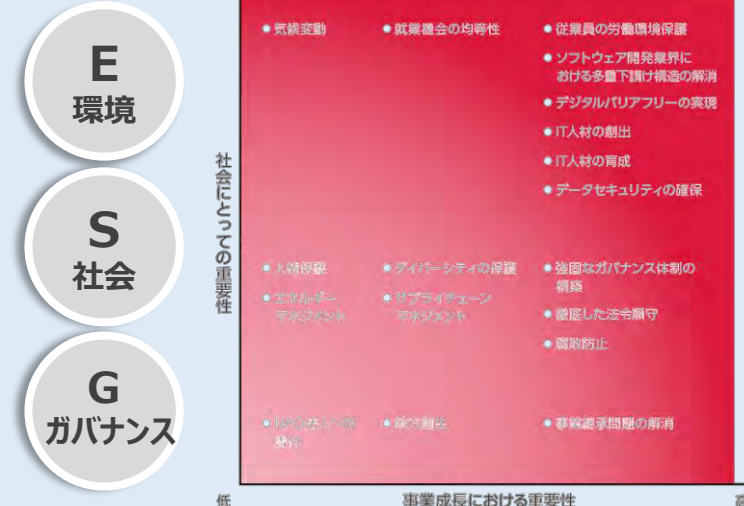 E
環境
S
社会
G
ガバナンス
社会にとっての重要性
気候変動
就業機会の均等性
従業員の労働環境保護
ソフトウェア開発業界に
おける多重下請け構造の解消
デジタルバリアフリーの実現
IT人材の創出
IT人材の育成
データセキュリティの確保
人権擁護
エネルギー
マネジメント
ダイバーシティの保護
サプライチェーン
マネジメント
強固なガバナンス体制の
構築
徹底した法令順守
腐敗防止
地方創生
事業継承問題の解消
低
事業成長における重要性
高